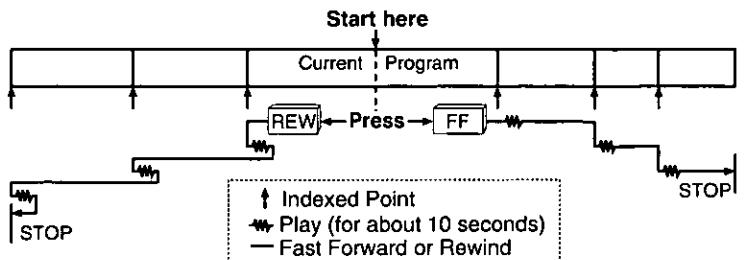 Start here
Current Program
REW Press FF
STOP
STOP
Indexed Point
Play (for about 10 seconds)
Fast Forward or Rewind